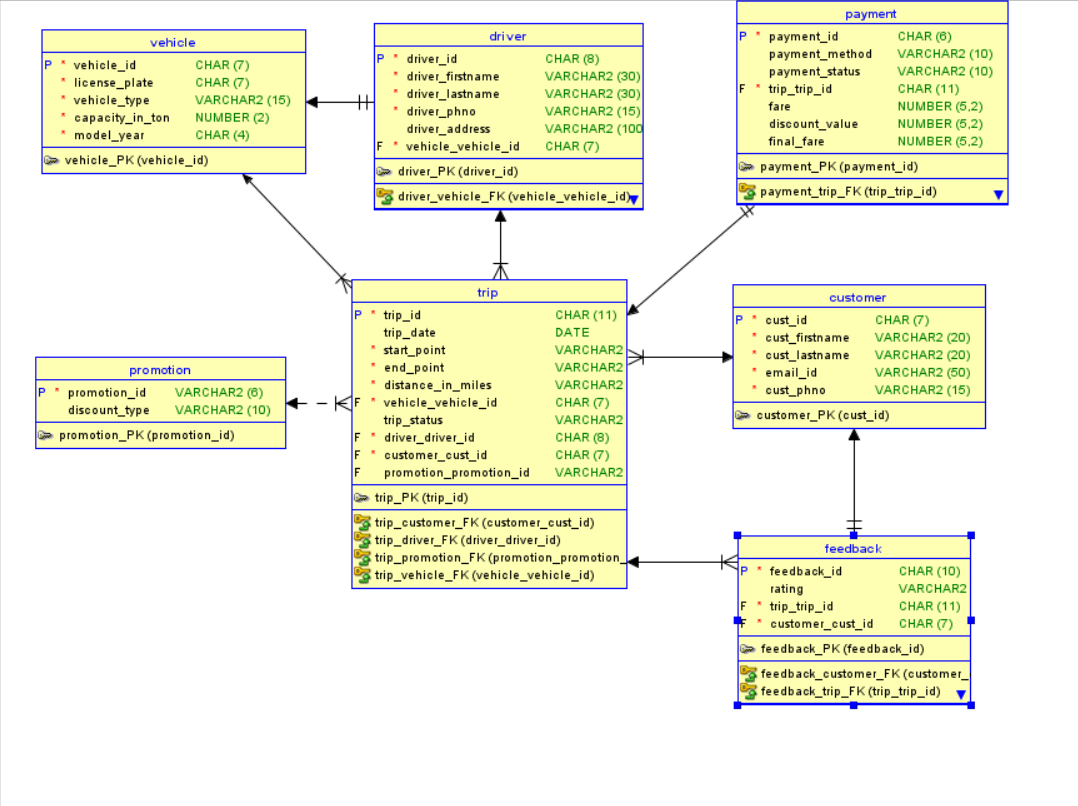 vehicle
P * vehicle_id CHAR (7)
* license_plate CHAR (7)
* vehicle_type VARCHAR2 (15)
* capacity_in_ton NUMBER (2)
* model_year CHAR (4)
vehicle_PK (vehicle_id)
driver
P * driver_id CHAR (8)
* driver_firstname VARCHAR2 (30)
* driver_lastname VARCHAR2 (30)
* driver_phno VARCHAR2 (15)
driver_address VARCHAR2 (100
F * vehicle_vehicle_id CHAR (7)
driver_PK (driver_id)
driver_vehicle_FK (vehicle_vehicle_id)
payment
P * payment_id CHAR (6)
payment_method VARCHAR2 (10)
payment_status VARCHAR2 (10)
F * trip_trip_id CHAR (11)
fare NUMBER (5,2)
discount_value NUMBER (5,2)
final_fare NUMBER (5,2)
payment_PK (payment_id)
payment_trip_FK (trip_trip_id)
trip
P * trip_id CHAR (11)
trip_date DATE
* start_point VARCHAR2
* end_point VARCHAR2
* distance_in_miles VARCHAR2
F * vehicle_vehicle_id CHAR (7)
trip_status VARCHAR2
F * driver_driver_id CHAR (8)
F * customer_cust_id CHAR (7)
F promotion_promotion_id VARCHAR2
trip_PK (trip_id)
trip_customer_FK (customer_cust_id)
trip_driver_FK (driver_driver_id)
trip_promotion_FK (promotion_promotion_
trip_vehicle_FK (vehicle_vehicle_id)
customer
P * cust_id CHAR (7)
* cust_firstname VARCHAR2 (20)
* cust_lastname VARCHAR2 (20)
* email_id VARCHAR2 (50)
* cust_phno VARCHAR2 (15)
customer_PK (cust_id)
promotion
P * promotion_id VARCHAR2 (6)
discount_type VARCHAR2 (10)
promotion_PK (promotion_id)
feedback
P * feedback_id CHAR (10)
rating VARCHAR2
F * trip_trip_id CHAR (11)
F * customer_cust_id CHAR (7)
feedback_PK (feedback_id)
feedback_customer_FK (customer_
feedback_trip_FK (trip_trip_id)